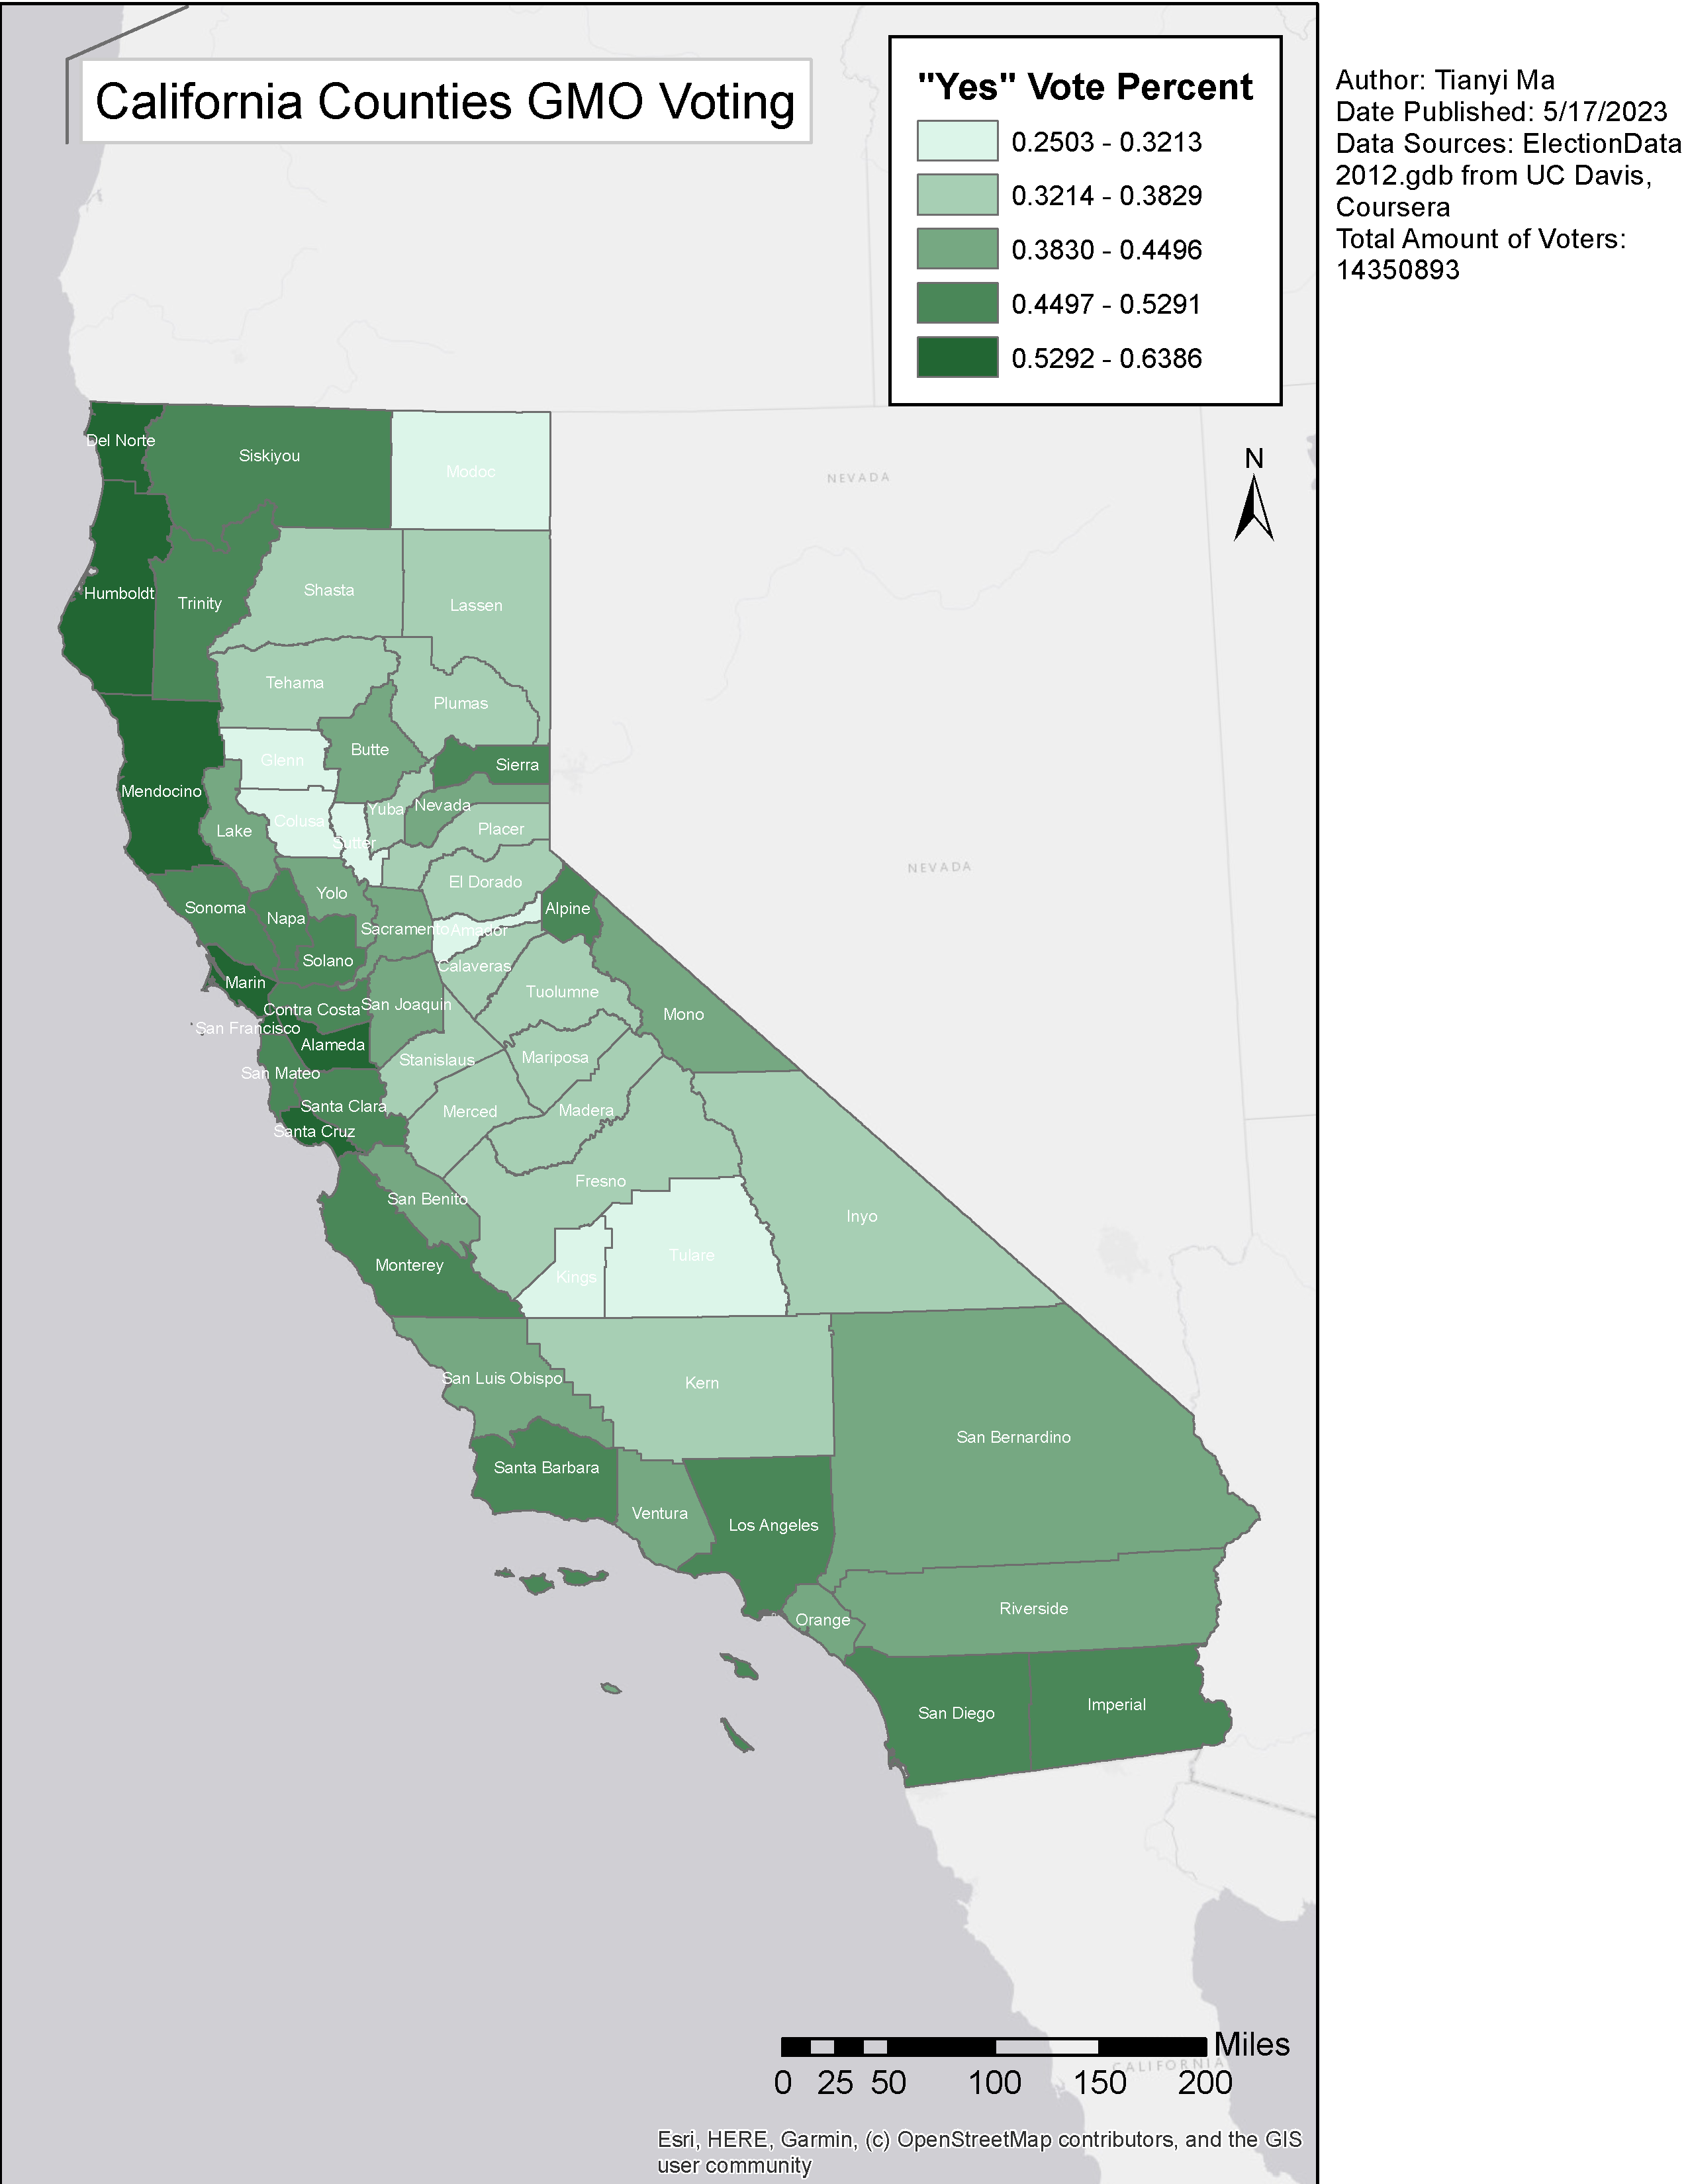 California Counties GMO Voting
"Yes" Vote Percent
0.2503 - 0.3213
0.3214 - 0.3829
0.3830 - 0.4496
0.4497 - 0.5291
0.5292 - 0.6386
Author: Tianyi Ma
Date Published: 5/17/2023
Data Sources: ElectionData
2012.gdb from UC Davis,
Coursera
Total Amount of Voters:
14350893
N
NEVADA
Del Norte
Siskiyou
Modoc
Humboldt
Trinity
Shasta
Lassen
Tehama
Plumas
Butte
Glenn
Sierra
Mendocino
Colusa
Yuba
Nevada
Lake
Sutter
Placer
NEVADA
El Dorado
Yolo
Sonoma
Napa
Alpine
Sacramento
Amador
Solano
Calaveras
Marin
Tuolumne
Contra Costa
San Joaquin
Mono
San Francisco
Alameda
Stanislaus
Mariposa
San Mateo
Santa Clara
Merced
Madera
Santa Cruz
Fresno
San Benito
Inyo
Tulare
Monterey
Kings
San Luis Obispo
Kern
San Bernardino
Santa Barbara
Ventura
Los Angeles
Riverside
Orange
San Diego
Imperial
Miles
CALIFORNIA
0 25 50 100 150 200
Esri, HERE, Garmin, (c) OpenStreetMap contributors, and the GIS
user community